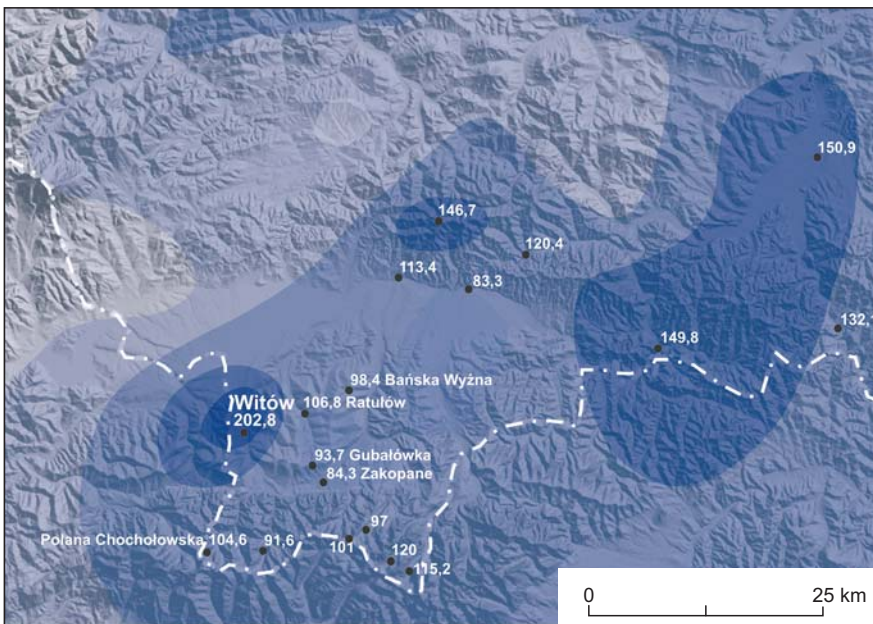 150,9
146,7
120,4
113,4
83,3
132,1
149,8
98,4 Bańska Wyżna
Witów
106,8 Ratułów
202,8
93,7 Gubałówka
84,3 Zakopane
97
Polana Chochołowska 104,6
91,6
101
120
115,2
0 25 km